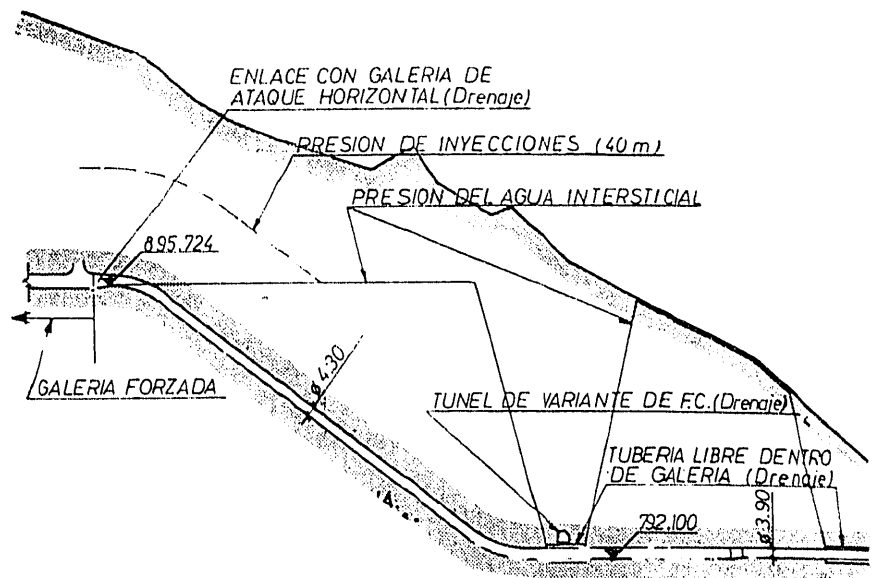 ENLACE CON GALERIA DE
ATAQUE HORIZONTAL (Drenaje)
PRESION DE INYECCIONES (40 m)
PRESION DEL AGUA INTERSTICIAL
895.724
GALERIA FORZADA
ø 4.30
TUNEL DE VARIANTE DE F.C. (Drenaje)
TUBERIA LIBRE DENTRO
DE GALERIA (Drenaje)
792.100
ø 3.90